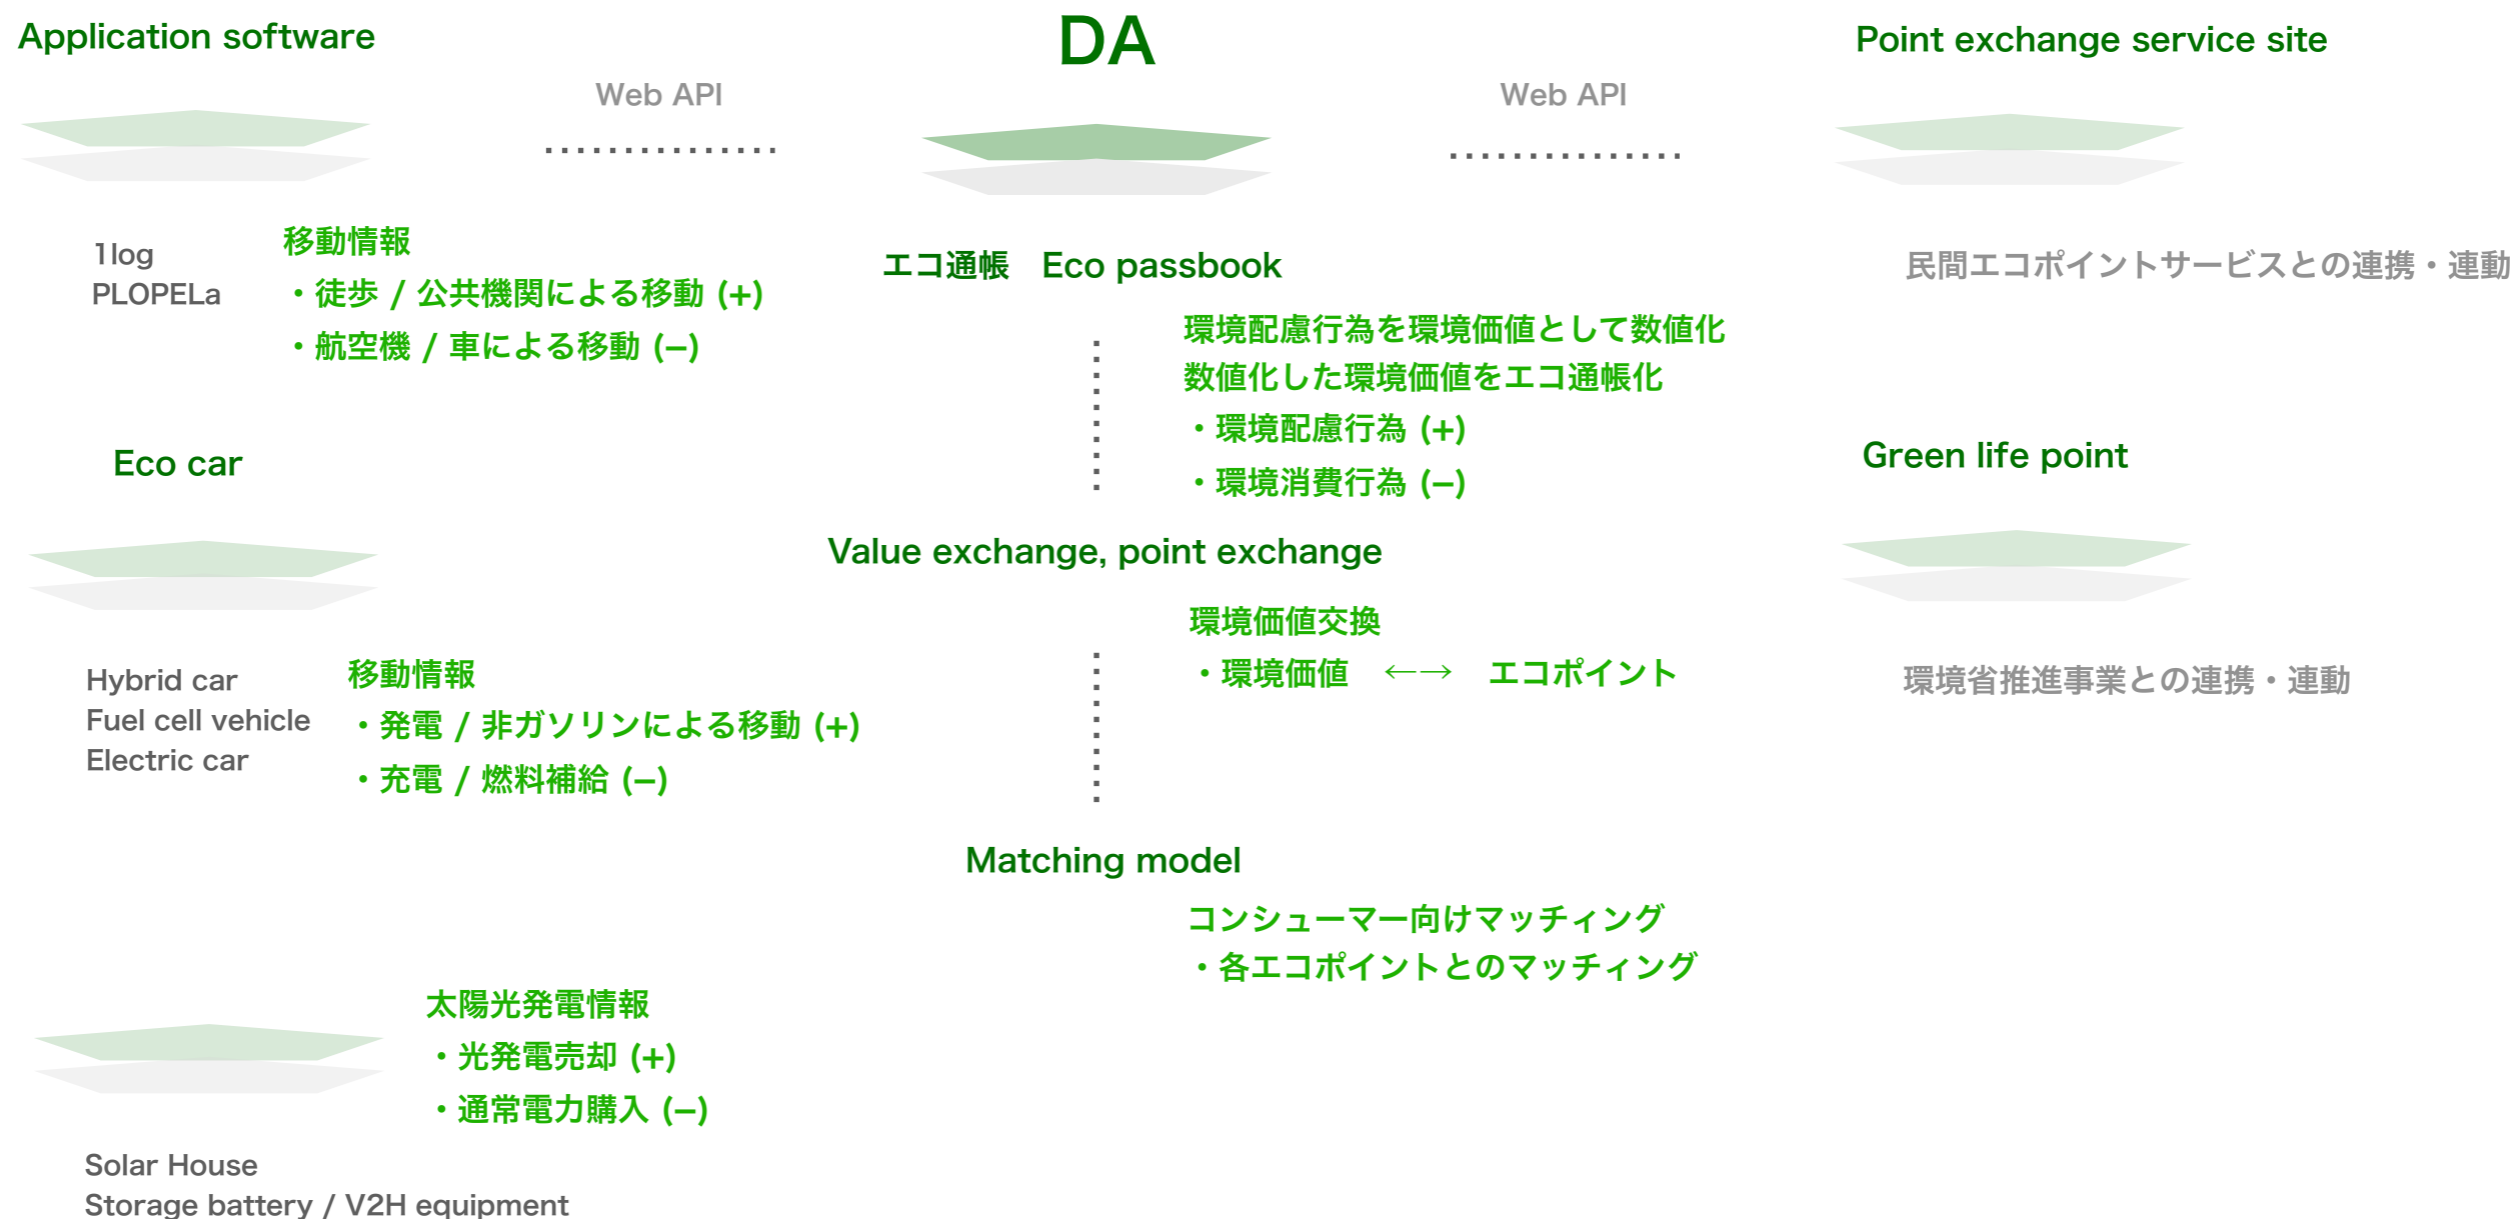 Application software
1log
PLOPELa
移動情報
・徒歩 / 公共機関による移動 (+)
・航空機 / 車による移動 (−)
Eco car
Hybrid car
Fuel cell vehicle
Electric car
移動情報
・発電 / 非ガソリンによる移動 (+)
・充電 / 燃料補給 (−)
太陽光発電情報
・光発電売却 (+)
・通常電力購入 (−)
Solar House
Storage battery / V2H equipment
Web API
DA
エコ通帳 Eco passbook
環境配慮行為を環境価値として数値化
数値化した環境価値をエコ通帳化
・環境配慮行為 (+)
・環境消費行為 (−)
Value exchange, point exchange
環境価値交換
・環境価値 ←→ エコポイント
Matching model
コンシューマー向けマッチィング
・各エコポイントとのマッチィング
Web API
Point exchange service site
民間エコポイントサービスとの連携・連動
Green life point
環境省推進事業との連携・連動